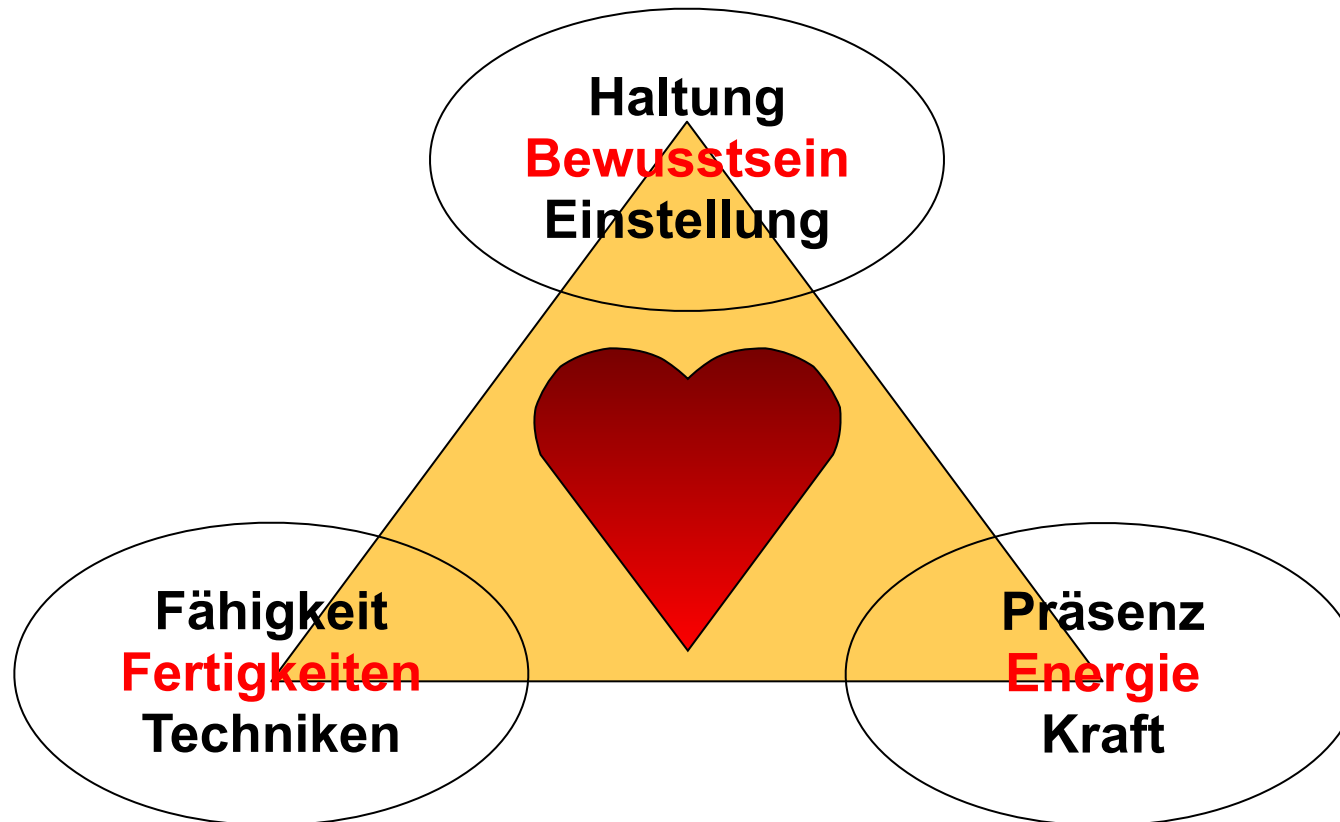 Haltung
Bewusstsein
Einstellung
Fähigkeit
Fertigkeiten
Techniken
Präsenz
Energie
Kraft